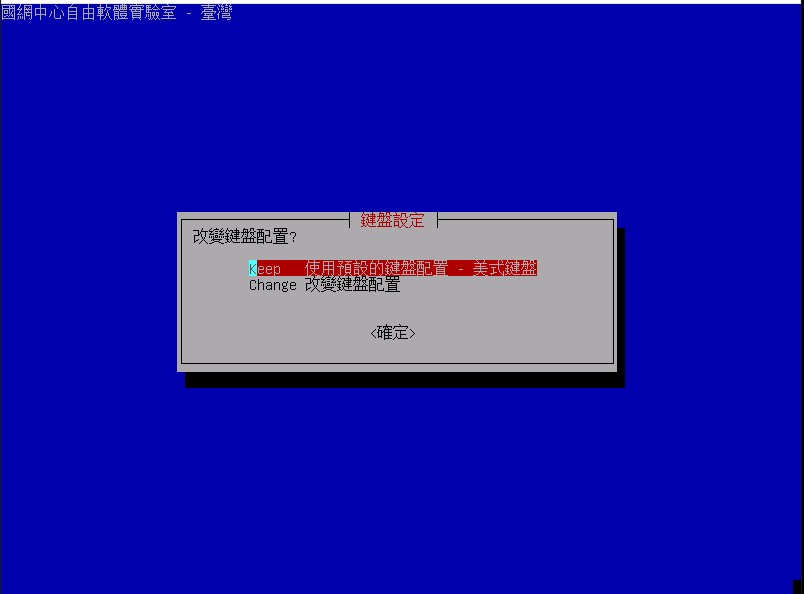 國網中心自由軟體實驗室 - 臺灣
鍵盤設定
改變鍵盤配置?
Keep 使用預設的鍵盤配置 - 美式鍵盤
Change 改變鍵盤配置
<確定>